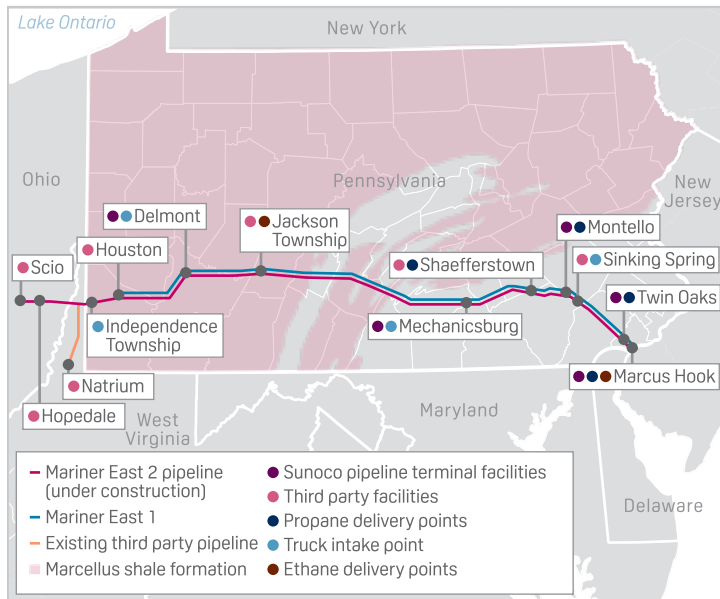 Lake Ontario
New York
Ohio
Pennsylvania
New
Jersey
Delmont
Jackson
Township
Montello
Houston
Shaefferstown
Sinking Spring
Scio
Twin Oaks
Independence
Township
Mechanicsburg
Natrium
Marcus Hook
Hopedale
West
Virginia
Maryland
Delaware
Mariner East 2 pipeline
(under construction)
Mariner East 1
Existing third party pipeline
Marcellus shale formation
Sunoco pipeline terminal facilities
Third party facilities
Propane delivery points
Truck intake point
Ethane delivery points